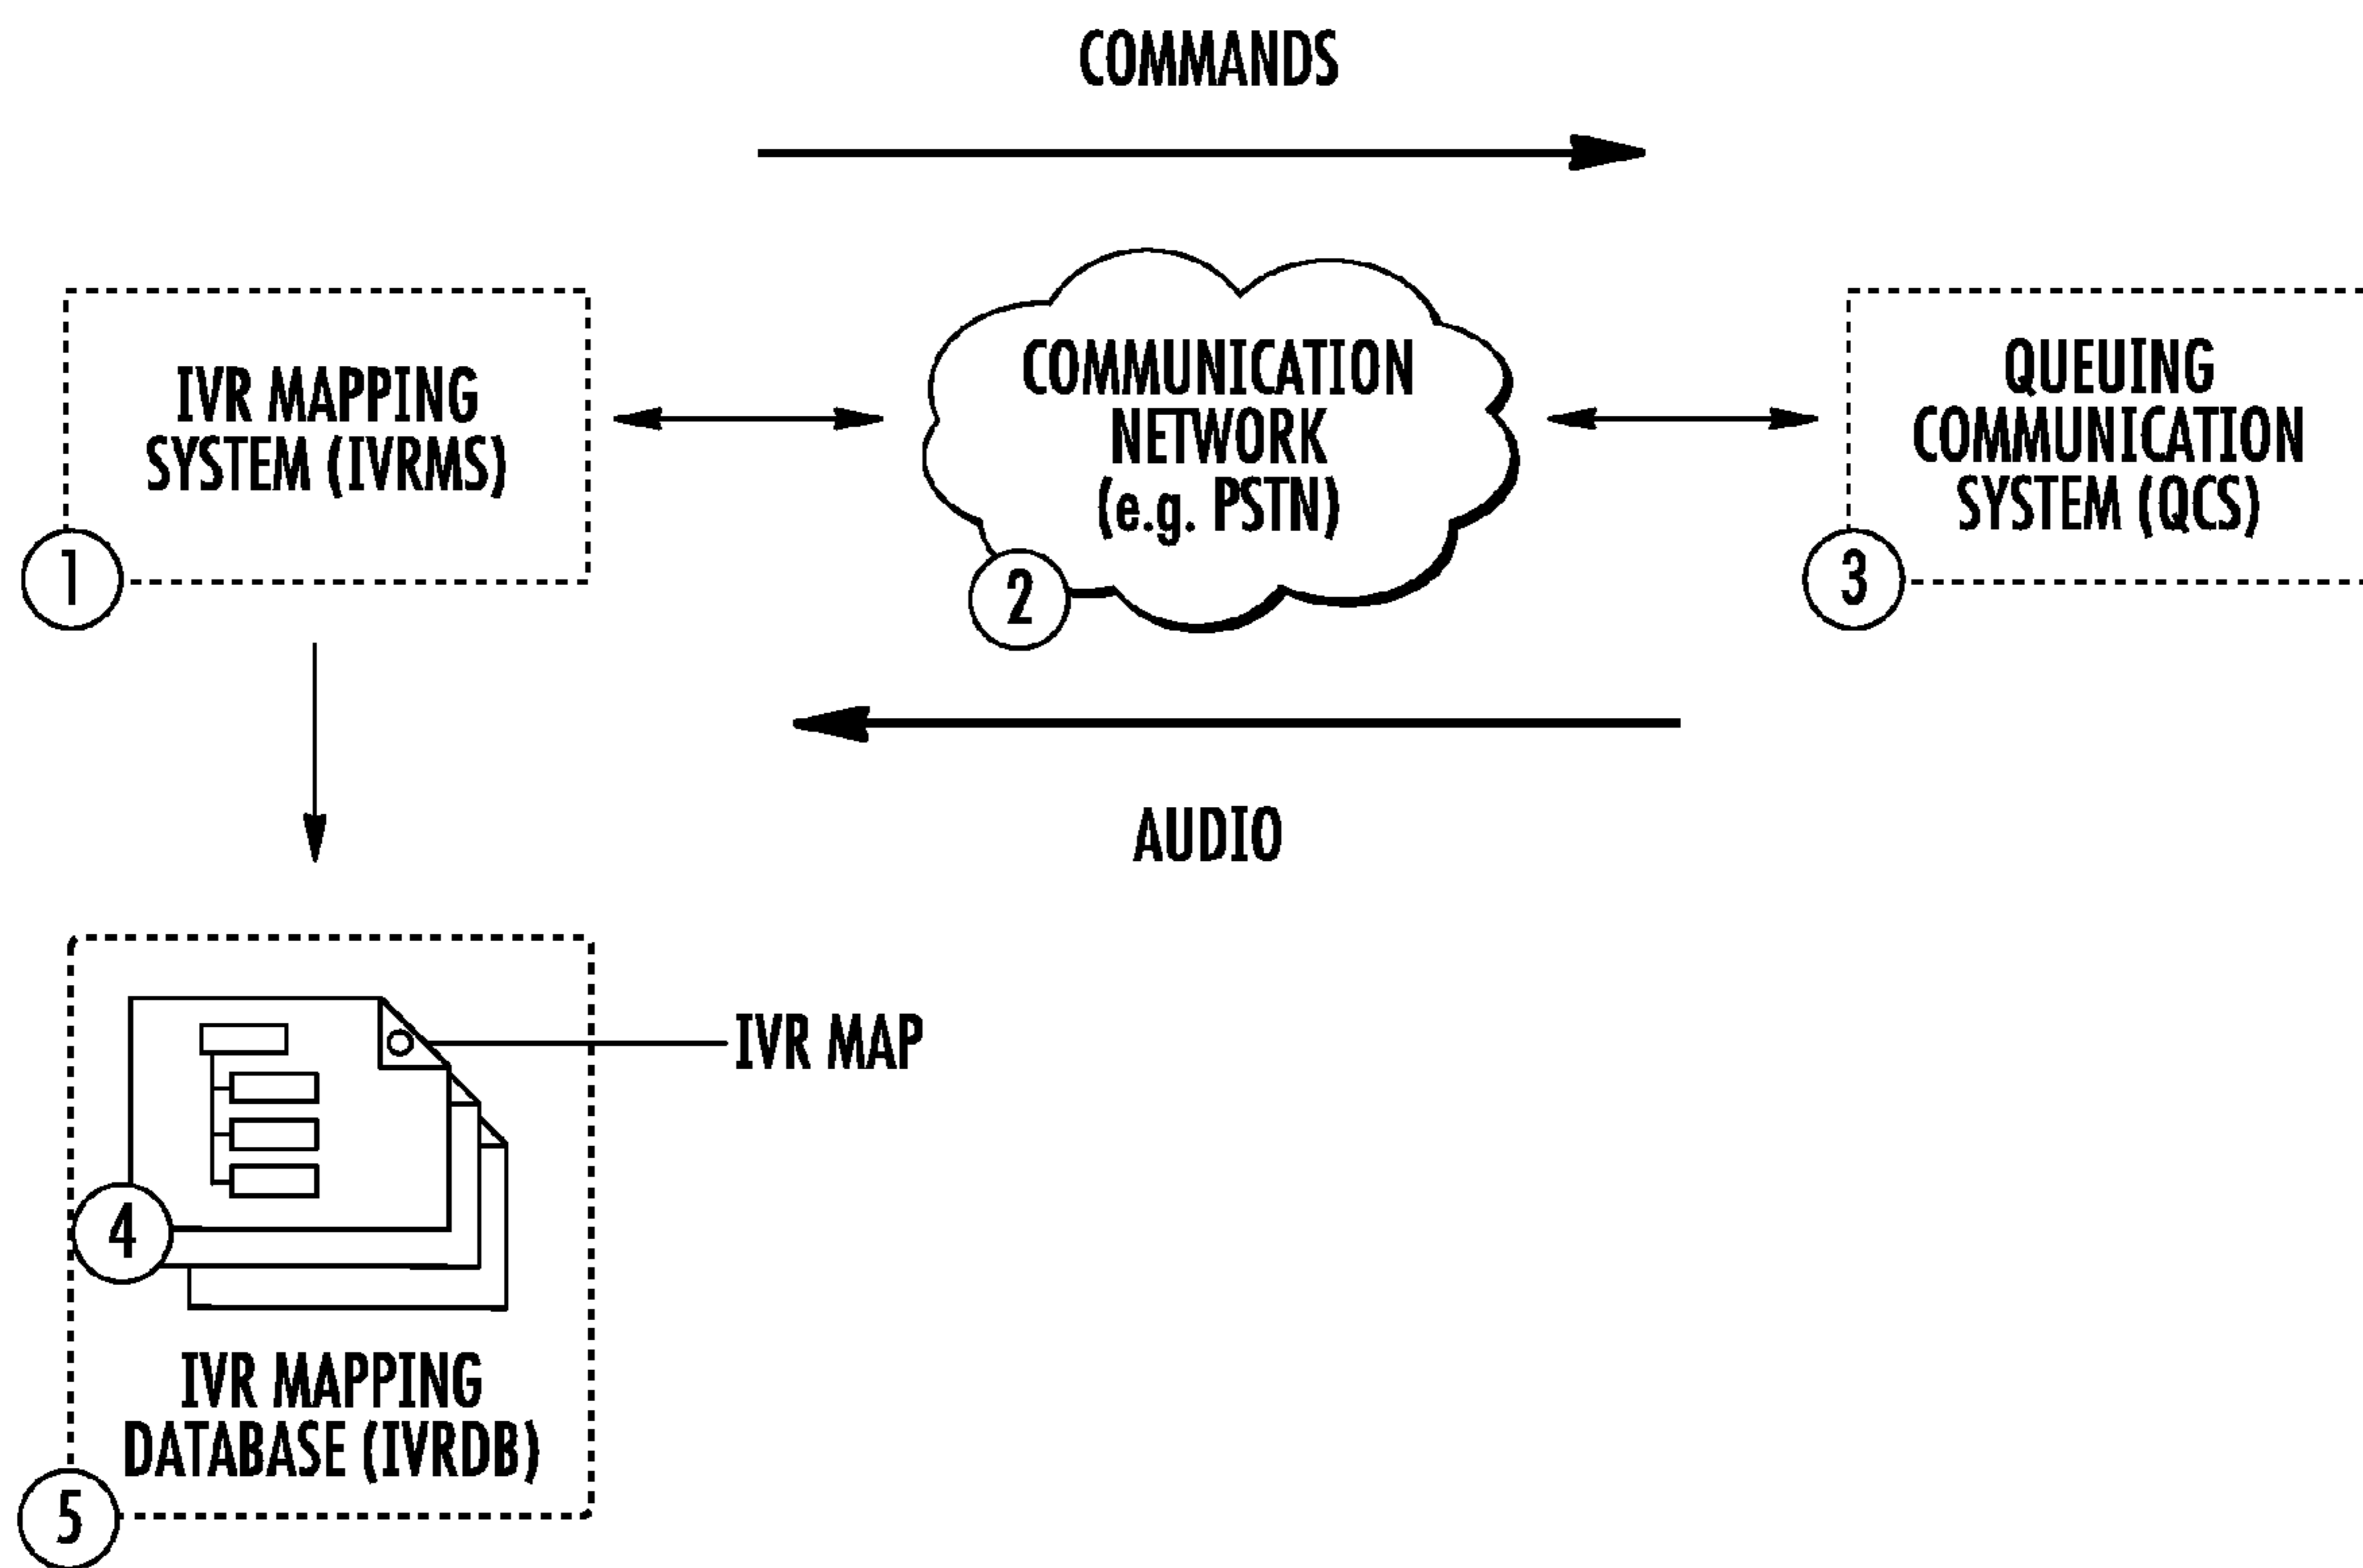 COMMANDS
IVR MAPPING
SYSTEM (IVRMS)
1
COMMUNICATION
NETWORK
(e.g. PSTN)
2
QUEUING
COMMUNICATION
SYSTEM (QCS)
3
AUDIO
IVR MAP
4
IVR MAPPING
DATABASE (IVRDB)
5